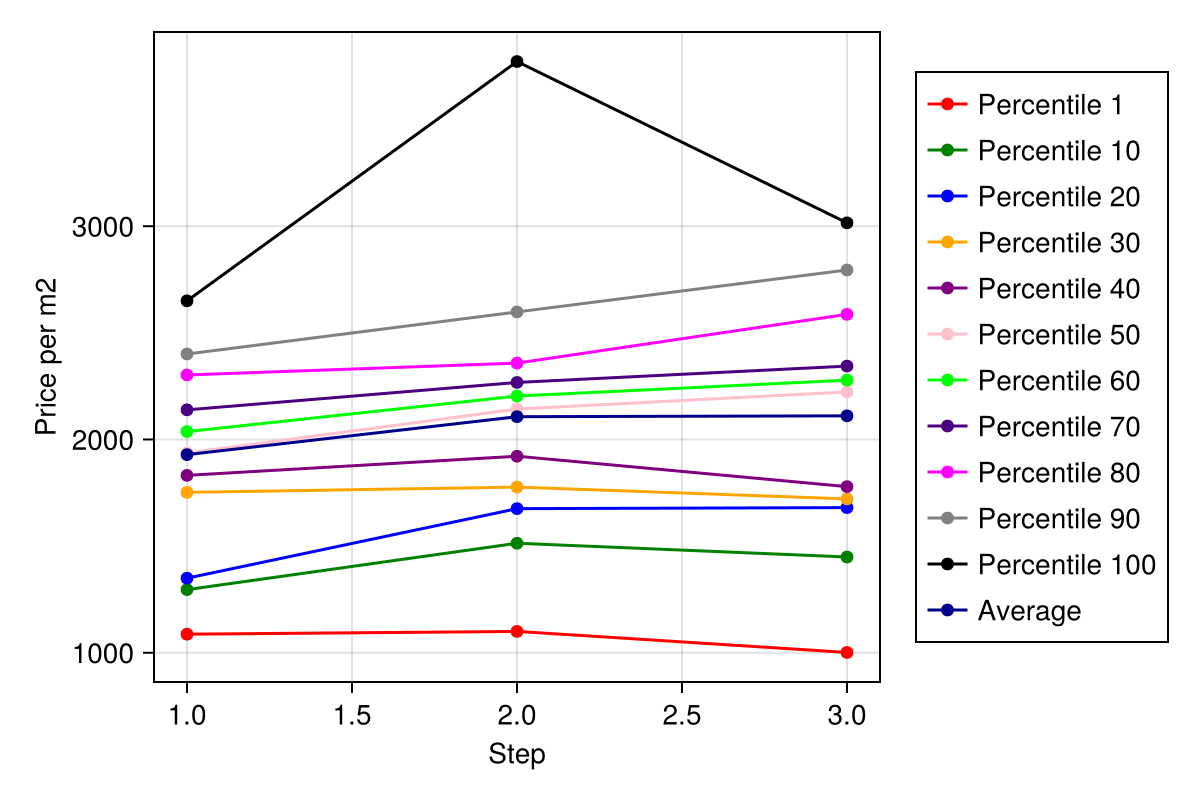 3000
2000
1000
Price per m2
1.0 1.5 2.0 2.5 3.0
Step
Percentile 1
Percentile 10
Percentile 20
Percentile 30
Percentile 40
Percentile 50
Percentile 60
Percentile 70
Percentile 80
Percentile 90
Percentile 100
Average